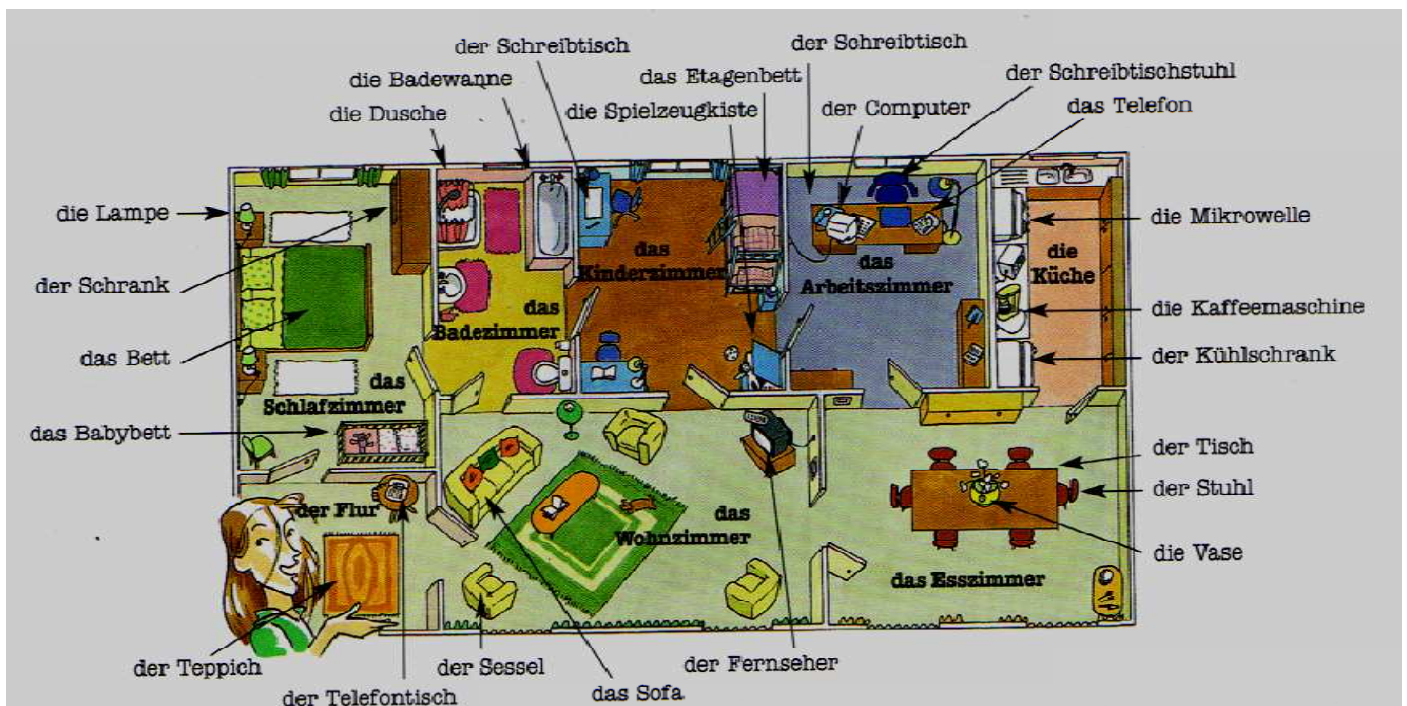 der Schreibtisch
der Schreibtisch
die Badewanne
das Etagenbett
der Schreibtischstuhl
die Dusche
die Spielzeugkiste
der Computer
das Telefon
die Lampe
die Mikrowelle
der Schrank
das
Kinderzimmer
das
Arbeitszimmer
die
Küche
das
Badezimmer
die Kaffeemaschine
das Bett
der Kühlschrank
das
Schlafzimmer
das Babybett
der Tisch
der Stuhl
der Flur
das
Wohnzimmer
die Vase
das Esszimmer
der Teppich
der Sessel
der Fernseher
der Telefontisch
das Sofa